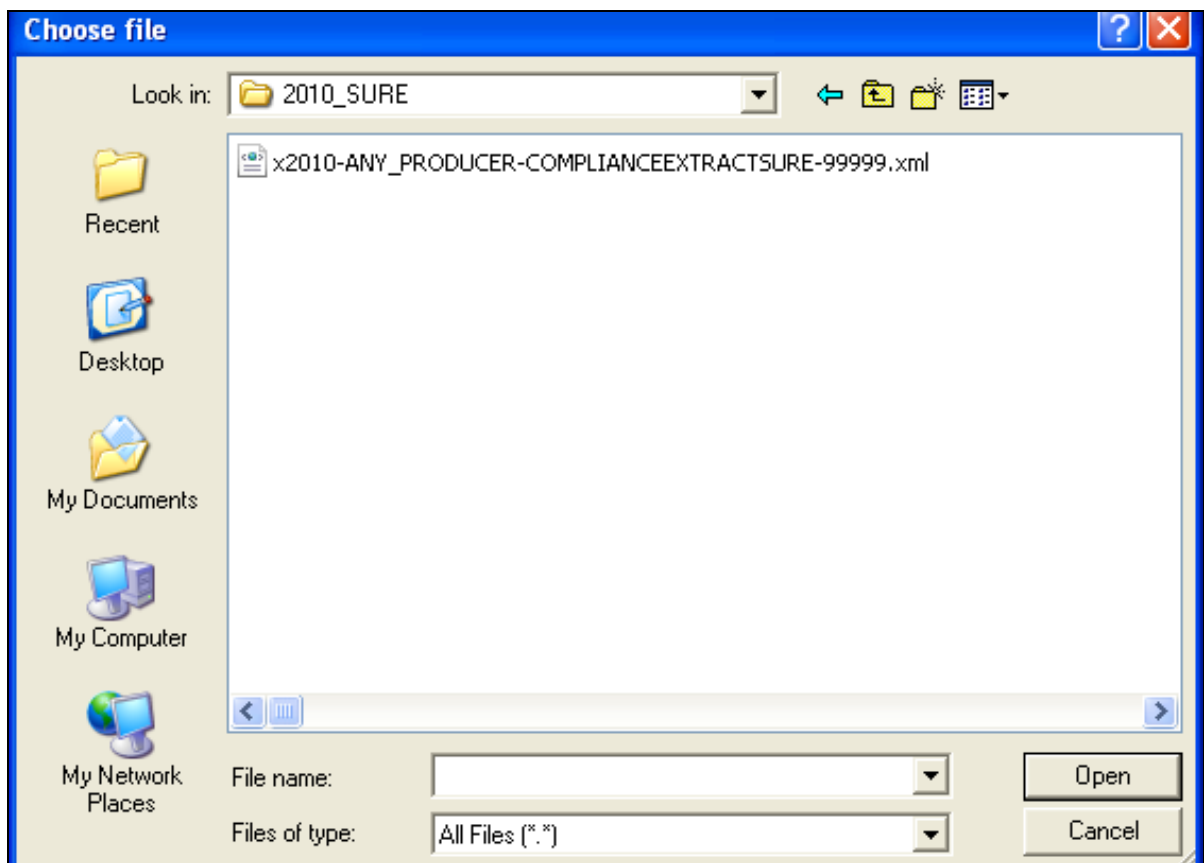 Choose file
Look in: 2010_SURE
x2010-ANY_PRODUCER-COMPLIANCEEXTRACTSURE-99999.xml
Recent
Desktop
My Documents
My Computer
My Network
Places
File name:
Open
Files of type: All Files (*.*)
Cancel